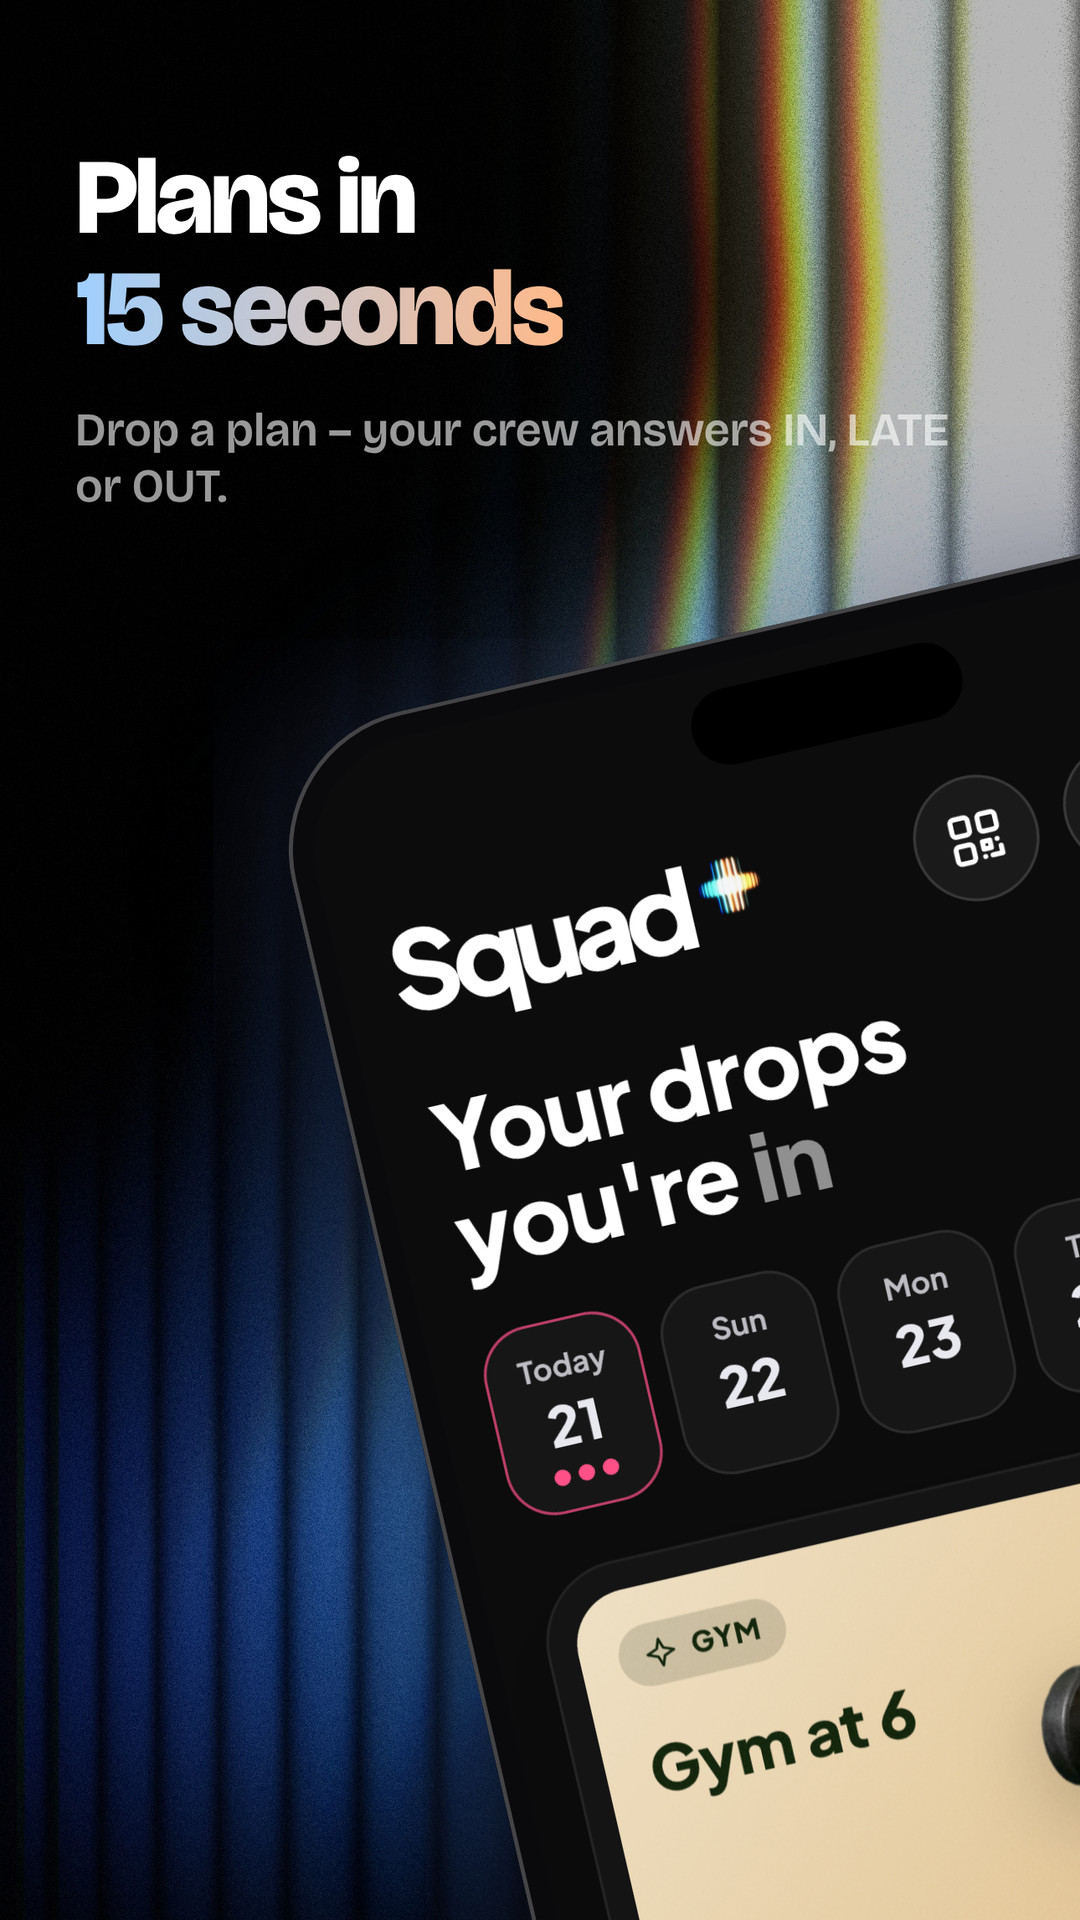 Plans in
15 seconds
Drop a plan – your crew answers IN, LATE
or OUT.
Squad
Your drops
you're in
Today
21
Sun
22
Mon
23
GYM
Gym at 6